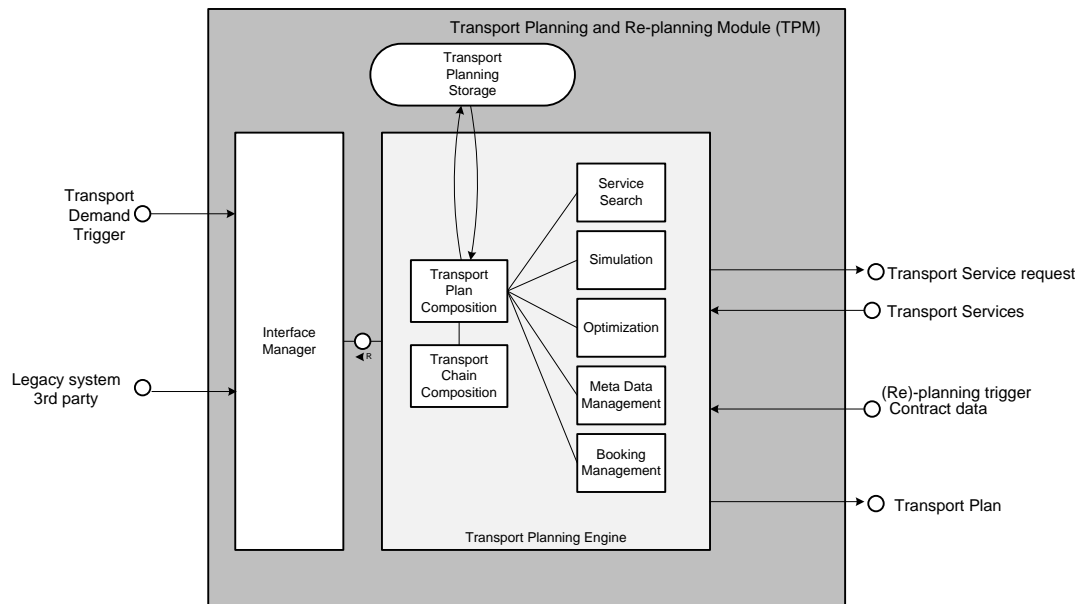 Transport Planning and Re-planning Module (TPM)
Transport
Planning
Storage
Transport
Demand
Trigger
Legacy system
3rd party
Interface
Manager
R
Transport
Plan
Composition
Transport
Chain
Composition
Service
Search
Simulation
Optimization
Meta Data
Management
Booking
Management
Transport Planning Engine
Transport Service request
Transport Services
(Re)-planning trigger
Contract data
Transport Plan